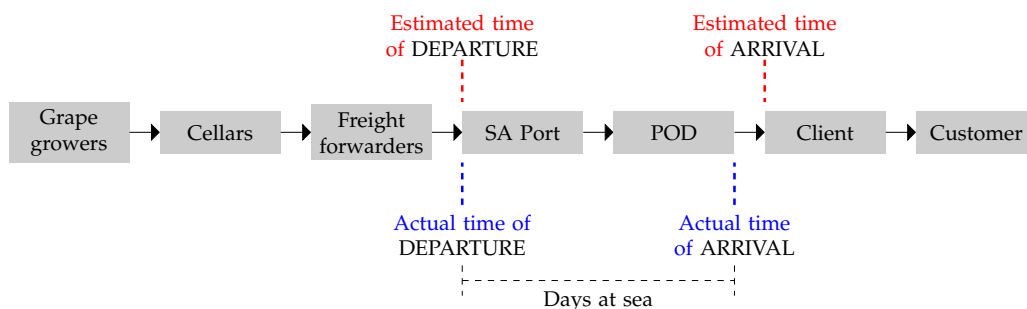 Estimated time
of DEPARTURE
Estimated time
of ARRIVAL
Grape
growers
Cellars
Freight
forwarders
SA Port
POD
Client
Customer
Actual time of
DEPARTURE
Actual time
of ARRIVAL
Days at sea